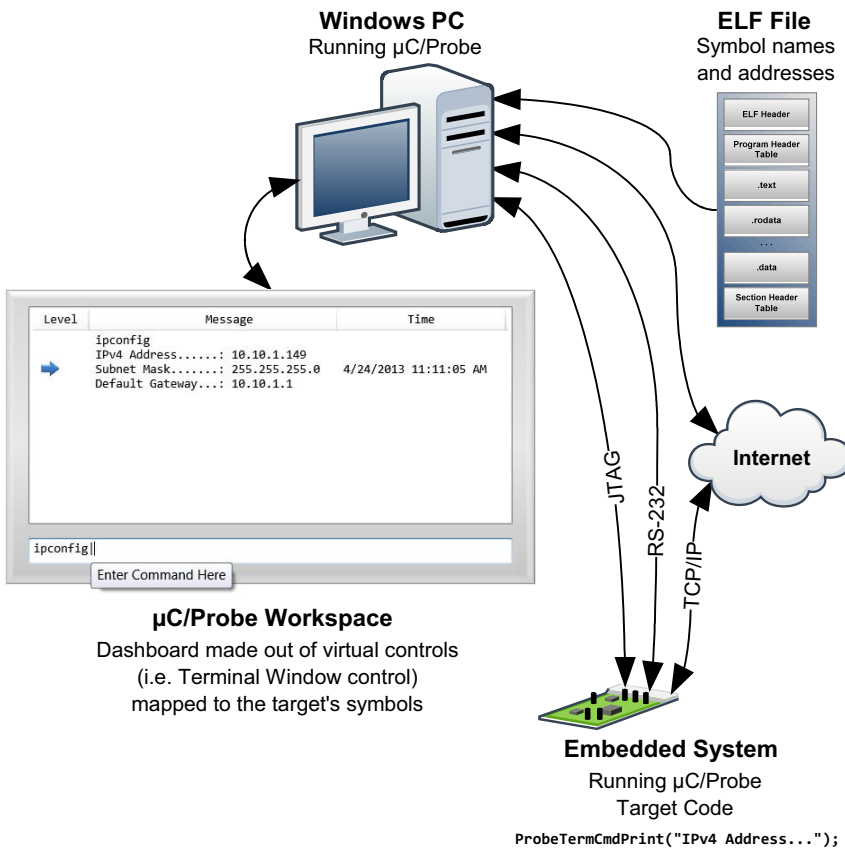 Windows PC
Running µC/Probe
ELF File
Symbol names
and addresses
ELF Header
Program Header
Table
.text
.rodata
. . .
.data
Section Header
Table
Level Message Time
ipconfig
IPv4 Address......: 10.10.1.149
Subnet Mask.......: 255.255.255.0 4/24/2013 11:11:05 AM
Default Gateway...: 10.10.1.1
ipconfig
Enter Command Here
µC/Probe Workspace
Dashboard made out of virtual controls
(i.e. Terminal Window control)
mapped to the target's symbols
JTAG
RS-232
TCP/IP
Internet
Embedded System
Running µC/Probe
Target Code
ProbeTermCmdPrint("IPv4 Address...");